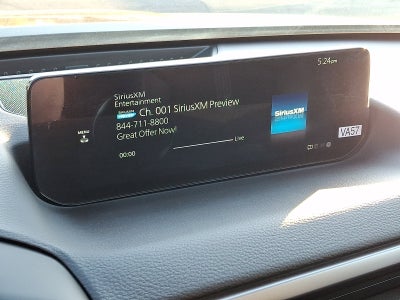 5:24pm
SiriusXM
Entertainment
Ch. 001 SiriusXM Preview
844-711-8800
Great Offer Now!
MENU
00:00
Live
SiriusXM
VA57